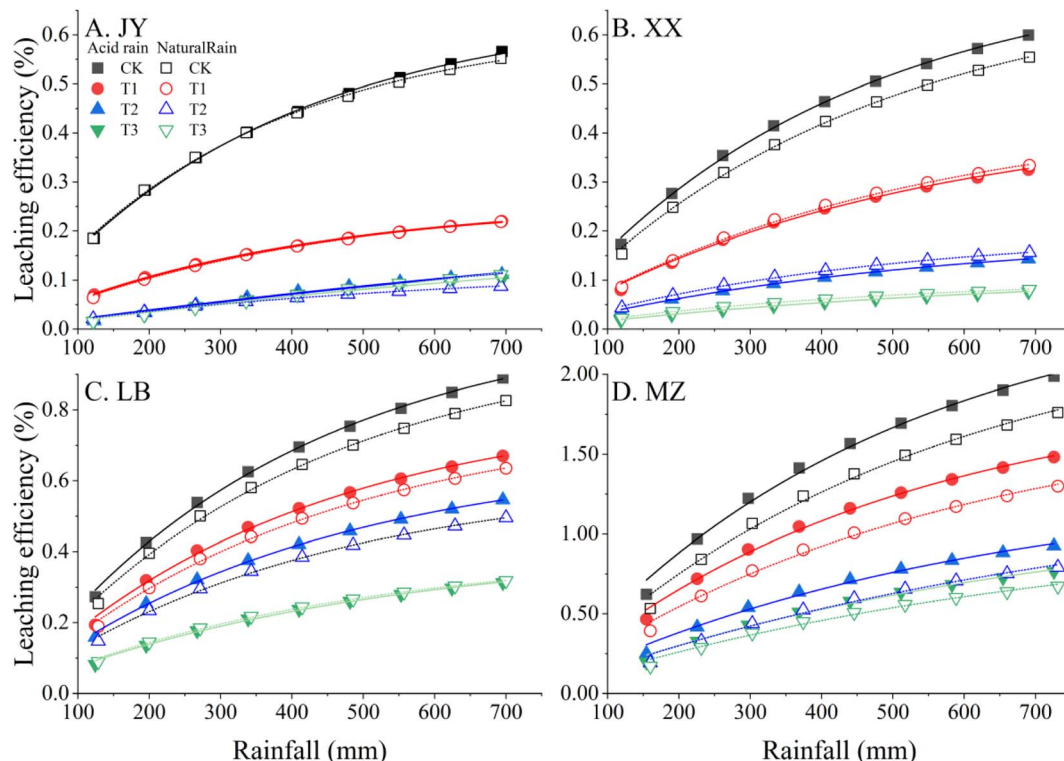 A. JY
Acid rain NaturalRain
CK CK
T1 T1
T2 T2
T3 T3
0.6
0.5
0.4
0.3
0.2
0.1
0.0
100 200 300 400 500 600 700
Leaching efficiency (%)
B. XX
0.6
0.5
0.4
0.3
0.2
0.1
0.0
100 200 300 400 500 600 700
C. LB
0.8
0.6
0.4
0.2
0.0
100 200 300 400 500 600 700
Leaching efficiency (%)
Rainfall (mm)
D. MZ
2.00
1.50
1.00
0.50
0.00
100 200 300 400 500 600 700
Rainfall (mm)